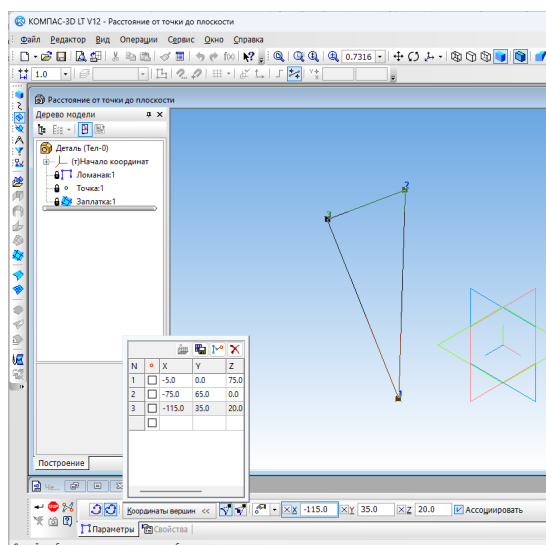 КОМПАС-3D LT V12 - Расстояние от точки до плоскости
Файл Редактор Вид Операции Сервис Окно Справка
0.7316
1.0
Расстояние от точки до плоскости
Дерево модели
Деталь (Тел-0)
(т)Начало координат
Ломаная:1
Точка:1
Заплатка:1
2
3
1
N X Y Z
1 -5.0 0.0 75.0
2 -75.0 65.0 0.0
3 -115.0 35.0 20.0
Построение
Че...
STOP Координаты вершин << X -115.0 Y 35.0 Z 20.0 Ассоциировать
Параметры Свойства